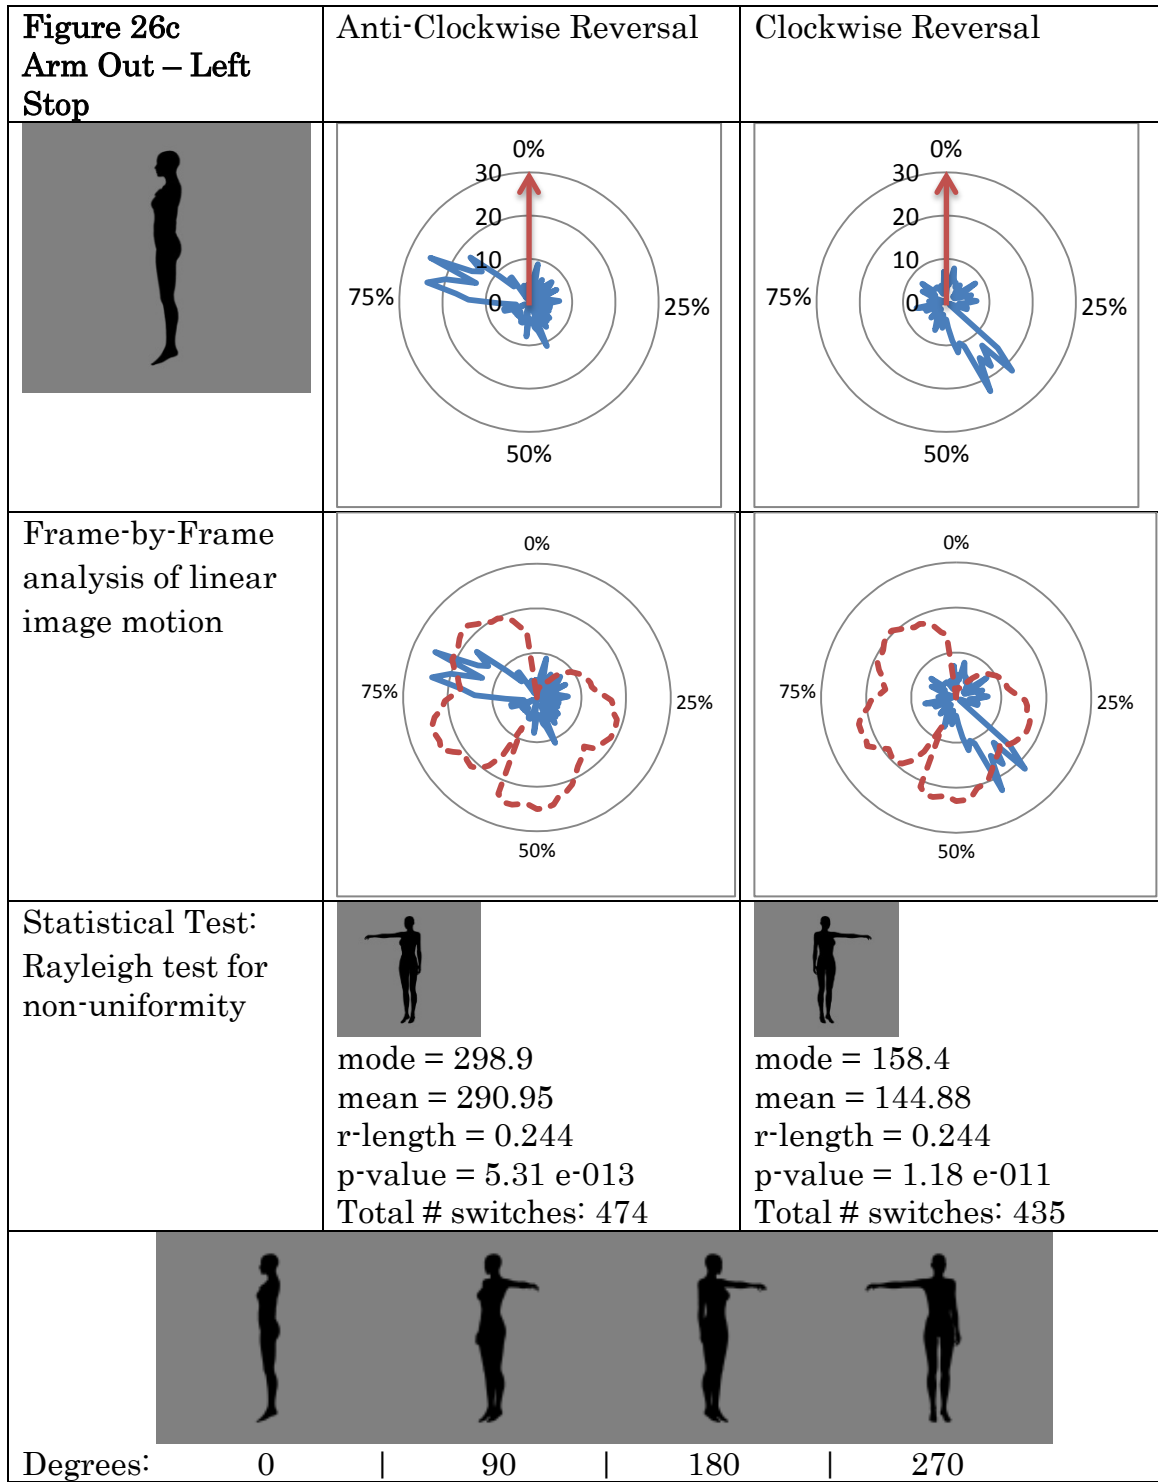 Figure 26c
Arm Out – Left
Stop
Anti-Clockwise Reversal
Clockwise Reversal
0%
30
20
10
0
75%
25%
50%
0%
30
20
10
0
75%
25%
50%
Frame-by-Frame
analysis of linear
image motion
0%
75%
25%
50%
0%
75%
25%
50%
Statistical Test:
Rayleigh test for
non-uniformity
mode = 298.9
mean = 290.95
r-length = 0.244
p-value = 5.31 e-013
Total # switches: 474
mode = 158.4
mean = 144.88
r-length = 0.244
p-value = 1.18 e-011
Total # switches: 435
Degrees: 0 | 90 | 180 | 270